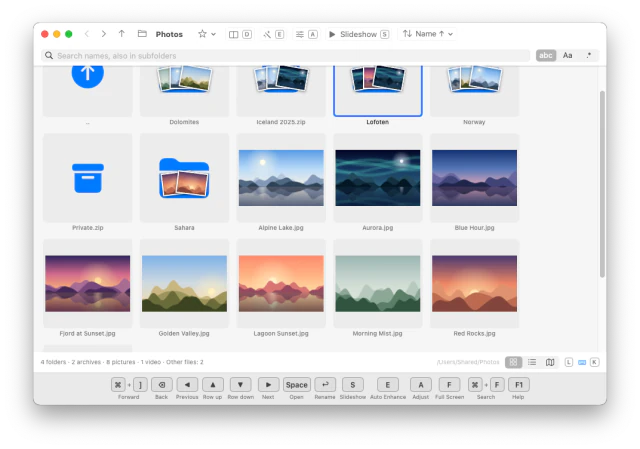 Photos D E A Slideshow S Name ↑
Search names, also in subfolders abc Aa .*
.. Dolomites Iceland 2025.zip Lofoten Norway
Private.zip Sahara Alpine Lake.jpg Aurora.jpg Blue Hour.jpg
Fjord at Sunset.jpg Golden Valley.jpg Lagoon Sunset.jpg Morning Mist.jpg Red Rocks.jpg
4 folders · 2 archives · 8 pictures · 1 video · Other files: 2 /Users/Shared/Photos L K
⌘ + ] ⌫ ◀ ▲ ▼ ▶ Space ↩ S E A F ⌘ + F F1
Forward Back Previous Row up Row down Next Open Rename Slideshow Auto Enhance Adjust Full Screen Search Help